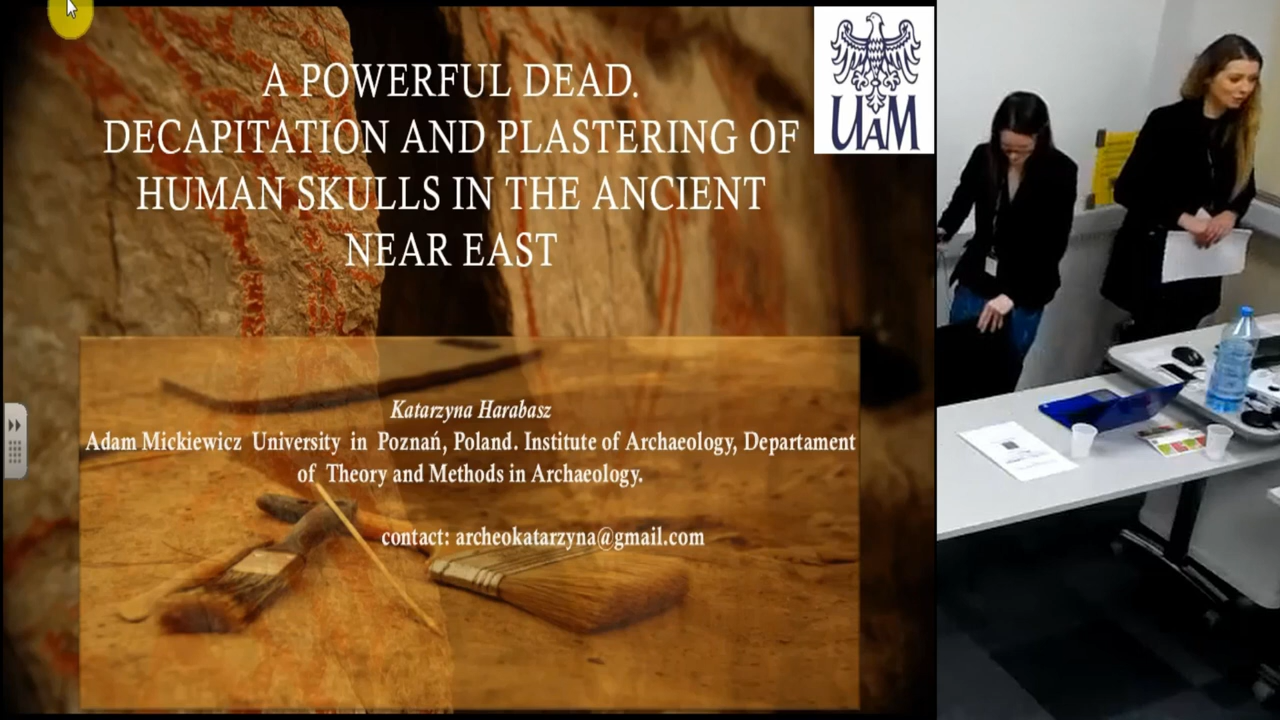 A POWERFUL DEAD.
DECAPITATION AND PLASTERING OF
HUMAN SKULLS IN THE ANCIENT
NEAR EAST
UAM
Katarzyna Harabasz
Adam Mickiewicz University in Poznań, Poland. Institute of Archaeology, Departament
of Theory and Methods in Archaeology.
contact: archeokatarzyna@gmail.com